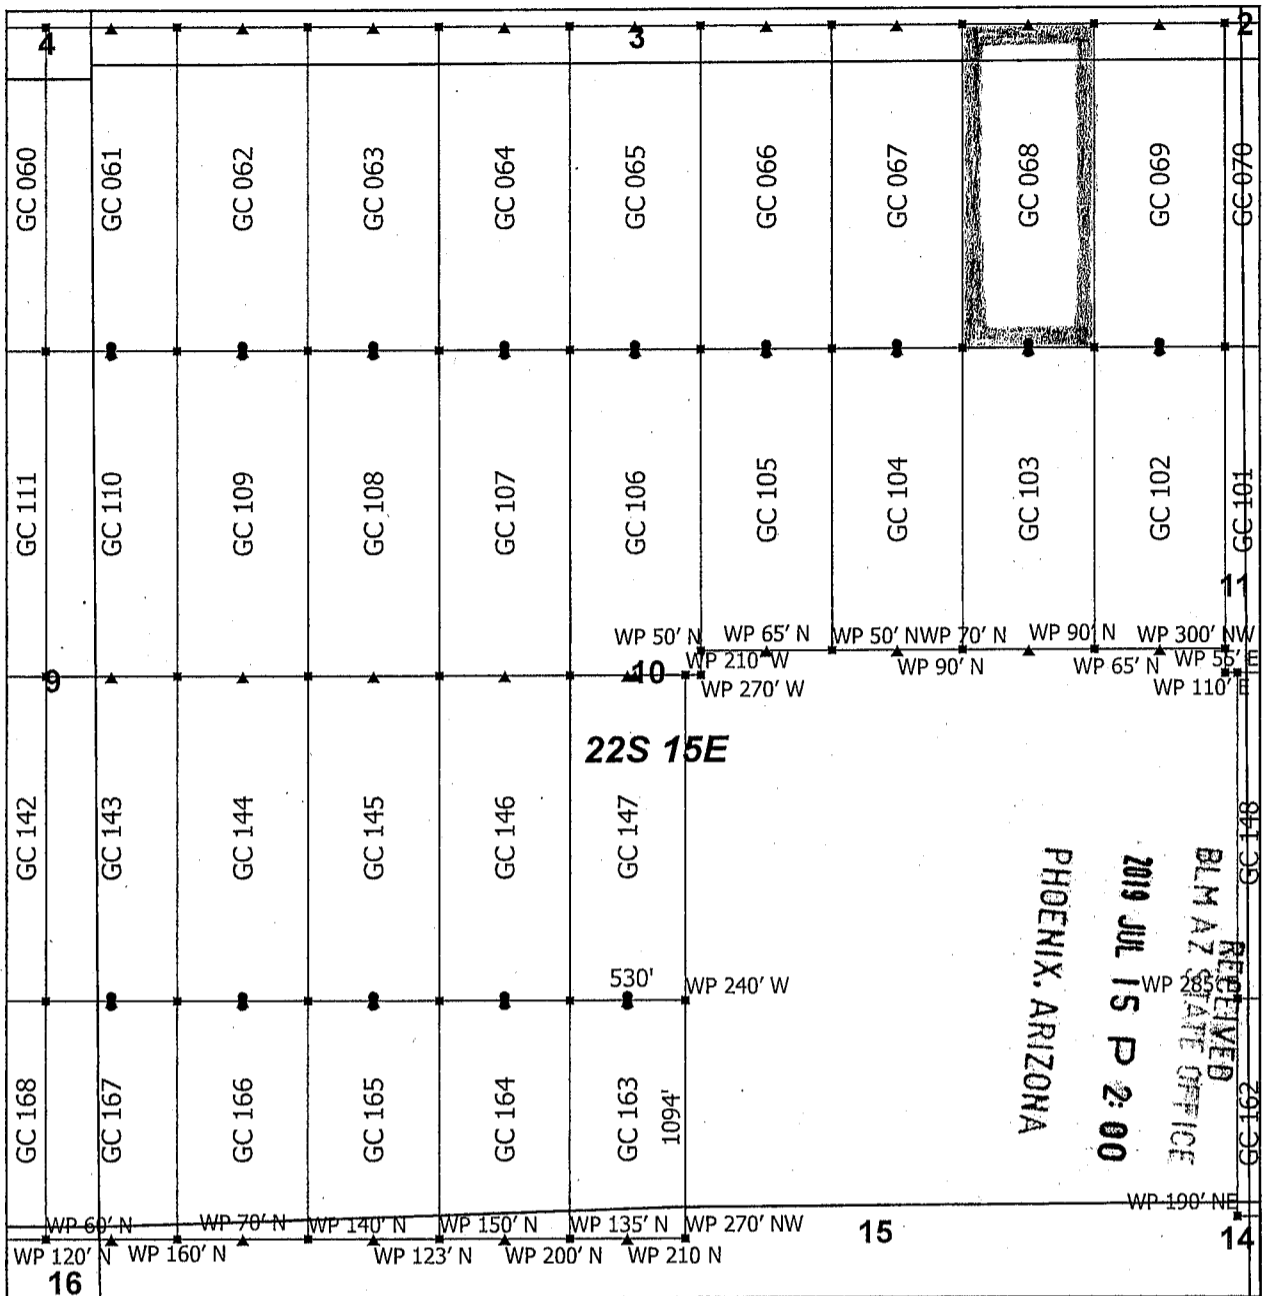 4 3 2
GC 060 GC 061 GC 062 GC 063 GC 064 GC 065 GC 066 GC 067 GC 068 GC 069 GC 070
GC 111 GC 110 GC 109 GC 108 GC 107 GC 106 GC 105 GC 104 GC 103 GC 102 GC 101
11
WP 50' N WP 65' N WP 50' NW WP 70' N WP 90' N WP 300' NW
WP 210' W WP 90' N WP 65' N WP 55' E
9 10
WP 270' W WP 110' E
22S 15E
GC 142 GC 143 GC 144 GC 145 GC 146 GC 147 GC 148
RECEIVED
BLM AZ STATE OFFICE
2019 JUL 15 P 2:00
PHOENIX, ARIZONA
530' WP 240' W WP 285'
GC 168 GC 167 GC 166 GC 165 GC 164 GC 163 1094' GC 162
WP 190' NE
WP 60' N WP 70' N WP 140' N WP 150' N WP 135' N WP 270' NW 15 14
WP 120' N WP 160' N WP 123' N WP 200' N WP 210 N
16